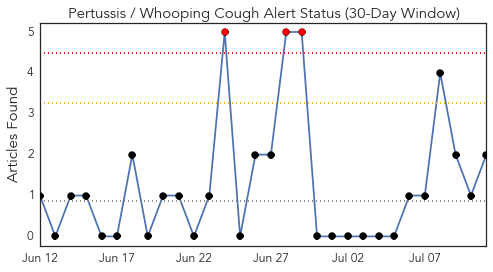 Pertussis / Whooping Cough Alert Status (30-Day Window)
Articles Found
5
4
3
2
1
0
Jun 12 Jun 17 Jun 22 Jun 27 Jul 02 Jul 07